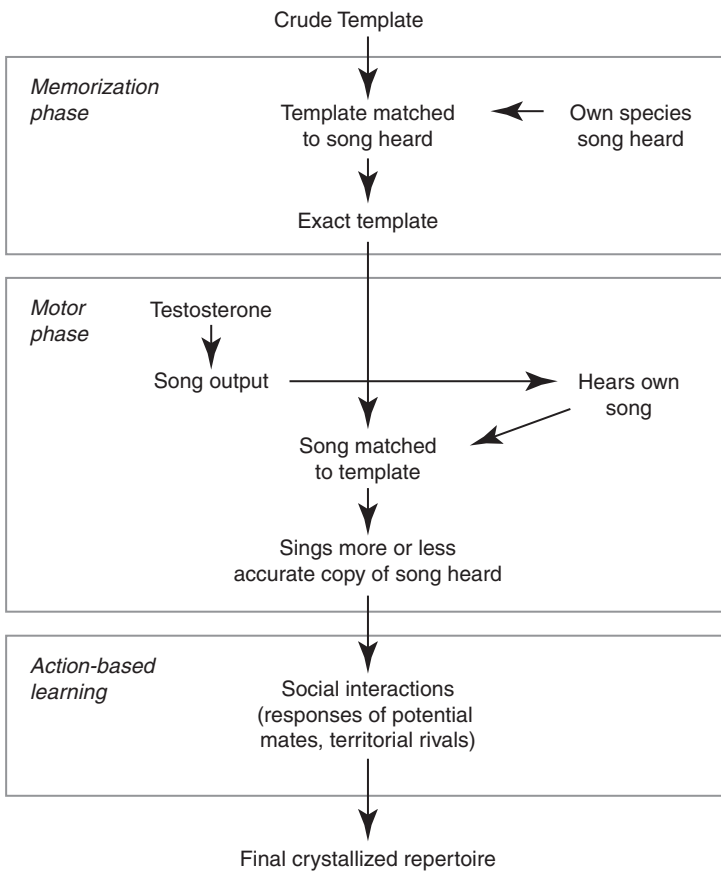 Crude Template
Memorization
phase
Template matched
to song heard
Own species
song heard
Exact template
Motor
phase
Testosterone
Song output
Hears own
song
Song matched
to template
Sings more or less
accurate copy of song heard
Action-based
learning
Social interactions
(responses of potential
mates, territorial rivals)
Final crystallized repertoire